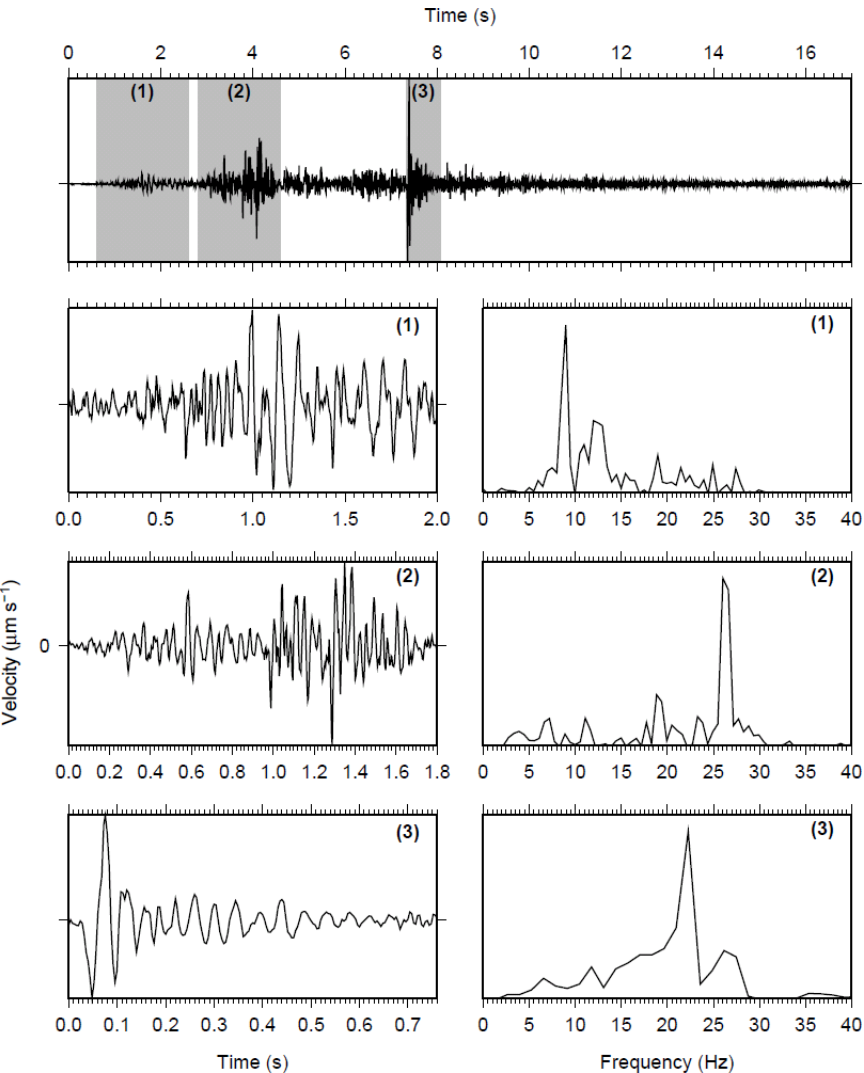 Time (s)
0 2 4 6 8 10 12 14 16
(1) (2) (3)
(1) (1)
0.0 0.5 1.0 1.5 2.0 0 5 10 15 20 25 30 35 40
(2) (2)
Velocity (μm s⁻¹)
0
0.0 0.2 0.4 0.6 0.8 1.0 1.2 1.4 1.6 1.8 0 5 10 15 20 25 30 35 40
(3) (3)
0.0 0.1 0.2 0.3 0.4 0.5 0.6 0.7 0 5 10 15 20 25 30 35 40
Time (s) Frequency (Hz)